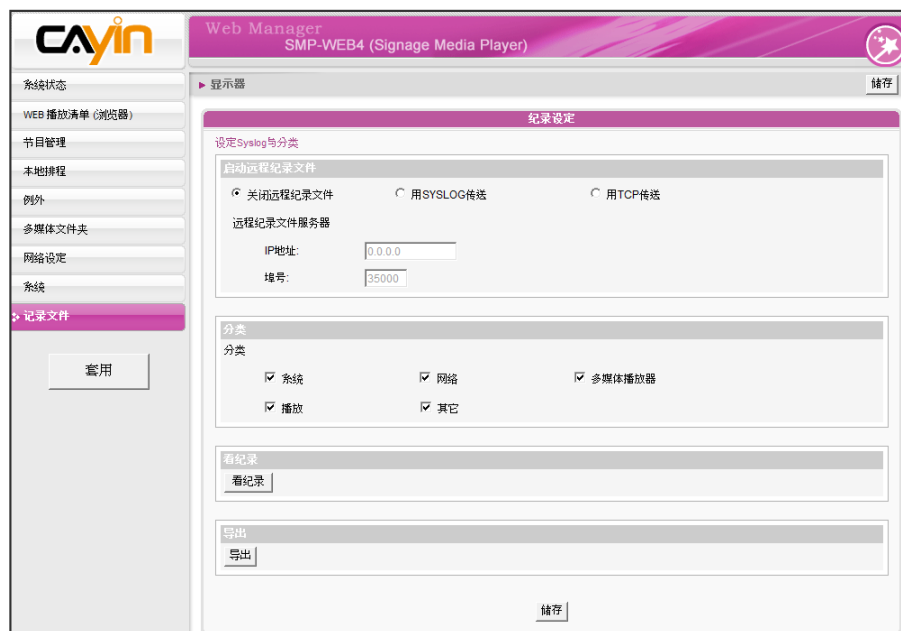 CAYIN
Web Manager
SMP-WEB4 (Signage Media Player)
系统状态
WEB 播放清单 (浏览器)
节目管理
本地排程
例外
多媒体文件夹
网络设定
系统
记录文件
套用
显示器
储存
纪录设定
设定Syslog与分类
启动远程纪录文件
关闭远程纪录文件 用SYSLOG传送 用TCP传送
远程纪录文件服务器
IP地址: 0.0.0.0
埠号: 35000
分类
分类
系统 网络 多媒体播放器
播放 其它
看纪录
看纪录
导出
导出
储存